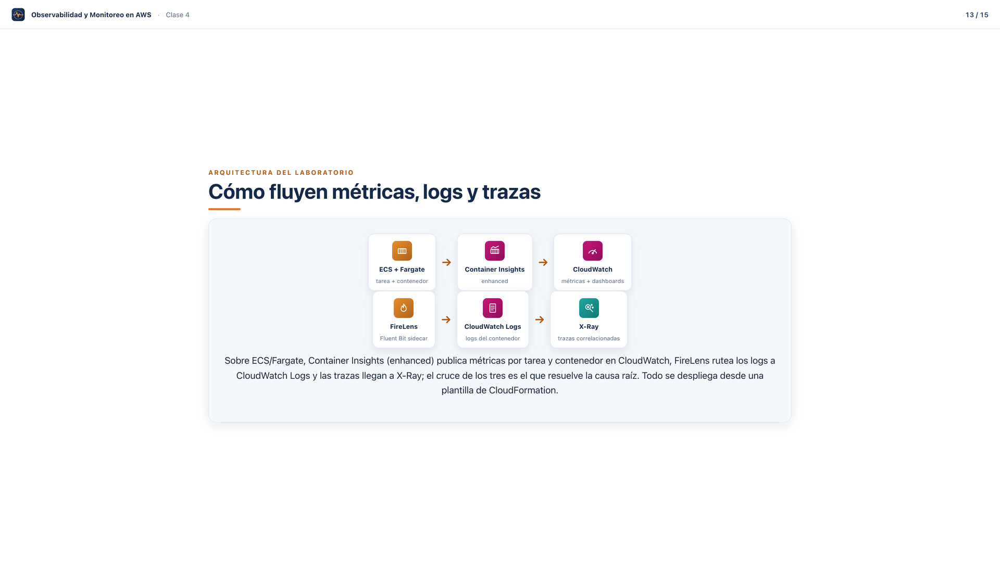 Observabilidad y Monitoreo en AWS · Clase 4
13 / 15
ARQUITECTURA DEL LABORATORIO
Cómo fluyen métricas, logs y trazas
ECS + Fargate
tarea + contenedor
Container Insights
enhanced
CloudWatch
métricas + dashboards
FireLens
Fluent Bit sidecar
CloudWatch Logs
logs del contenedor
X-Ray
trazas correlacionadas
Sobre ECS/Fargate, Container Insights (enhanced) publica métricas por tarea y contenedor en CloudWatch, FireLens rutea los logs a
CloudWatch Logs y las trazas llegan a X-Ray; el cruce de los tres es el que resuelve la causa raíz. Todo se despliega desde una
plantilla de CloudFormation.